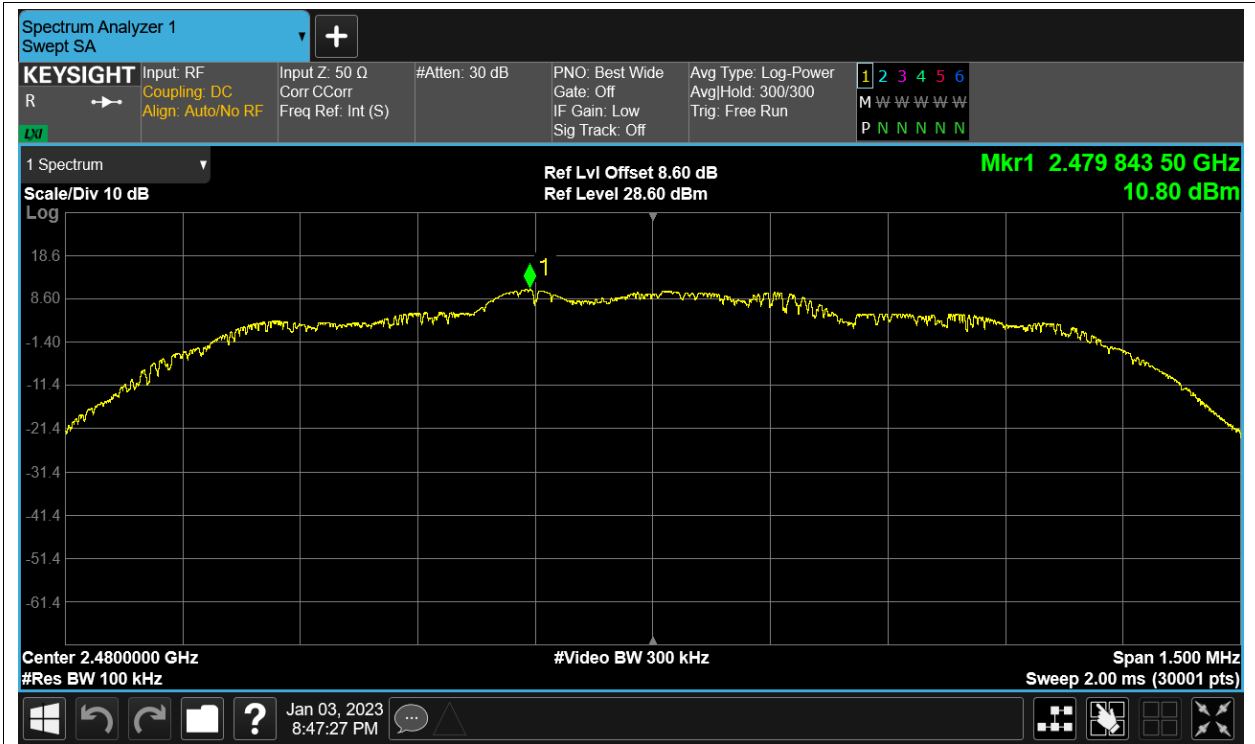 Spectrum Analyzer 1
Swept SA
KEYSIGHT
R
LXI
Input: RF
Coupling: DC
Align: Auto/No RF
Input Z: 50 Ω
Corr CCorr
Freq Ref: Int (S)
#Atten: 30 dB
PNO: Best Wide
Gate: Off
IF Gain: Low
Sig Track: Off
Avg Type: Log-Power
Avg|Hold: 300/300
Trig: Free Run
1 2 3 4 5 6
M W W W W W
P N N N N N
1 Spectrum
Scale/Div 10 dB
Log
Ref Lvl Offset 8.60 dB
Ref Level 28.60 dBm
Mkr1 2.479 843 50 GHz
10.80 dBm
1
18.6
8.60
-1.40
-11.4
-21.4
-31.4
-41.4
-51.4
-61.4
Center 2.4800000 GHz
#Video BW 300 kHz
Span 1.500 MHz
#Res BW 100 kHz
Sweep 2.00 ms (30001 pts)
?
Jan 03, 2023
8:47:27 PM